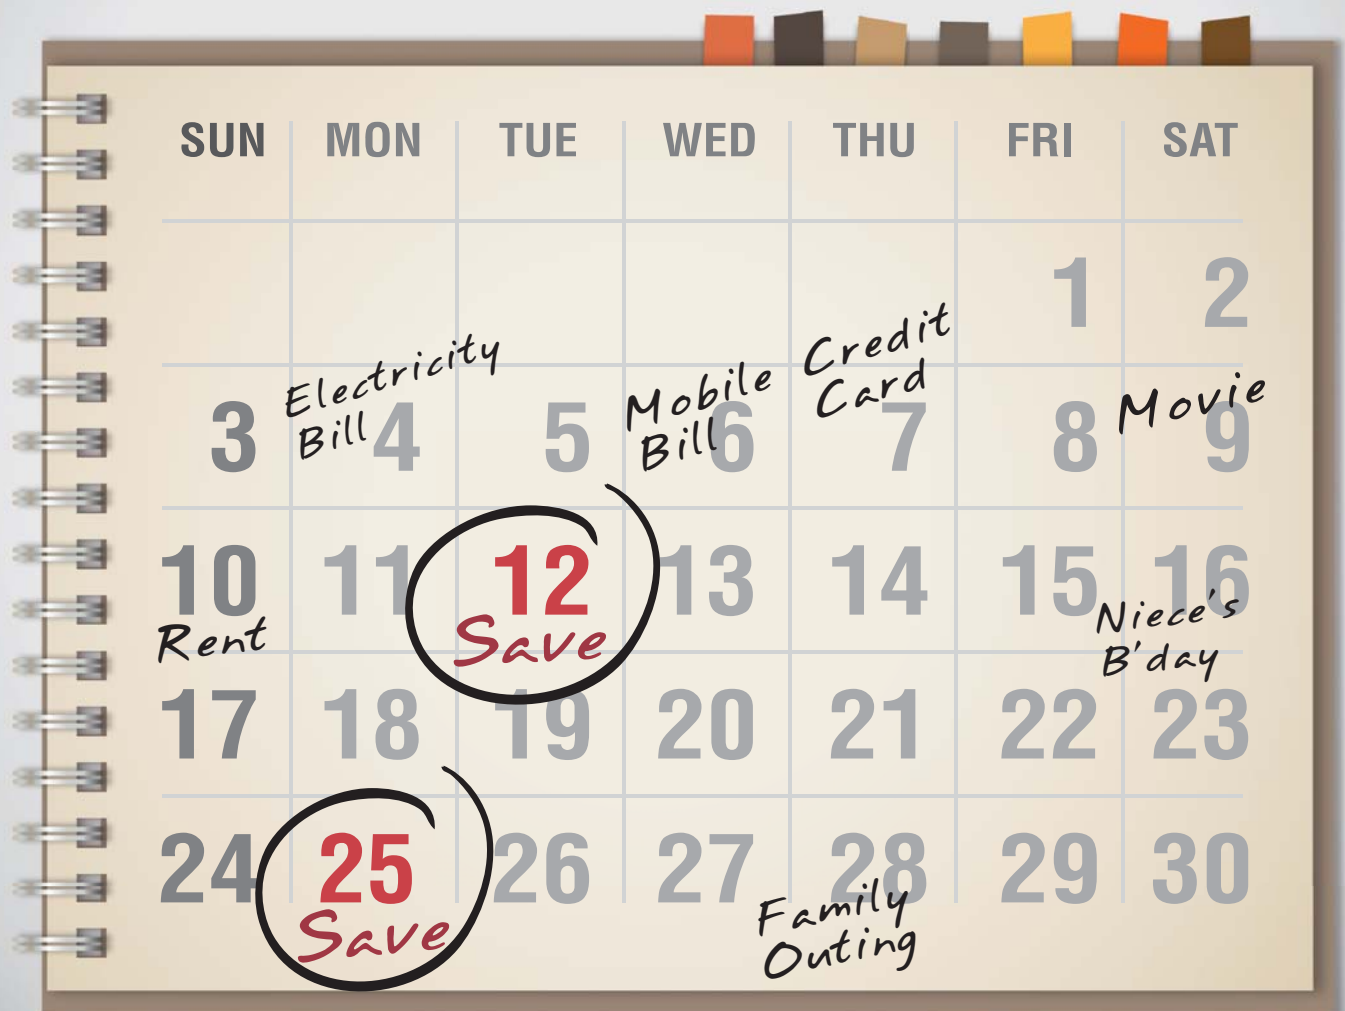 SUN MON TUE WED THU FRI SAT
1 2
Electricity
Bill
Mobile
Bill
Credit
Card
Movie
3 4 5 6 7 8 9
10 11 12 13 14 15 16
Rent
Save
Niece's
B'day
17 18 19 20 21 22 23
24 25 26 27 28 29 30
Save
Family
Outing